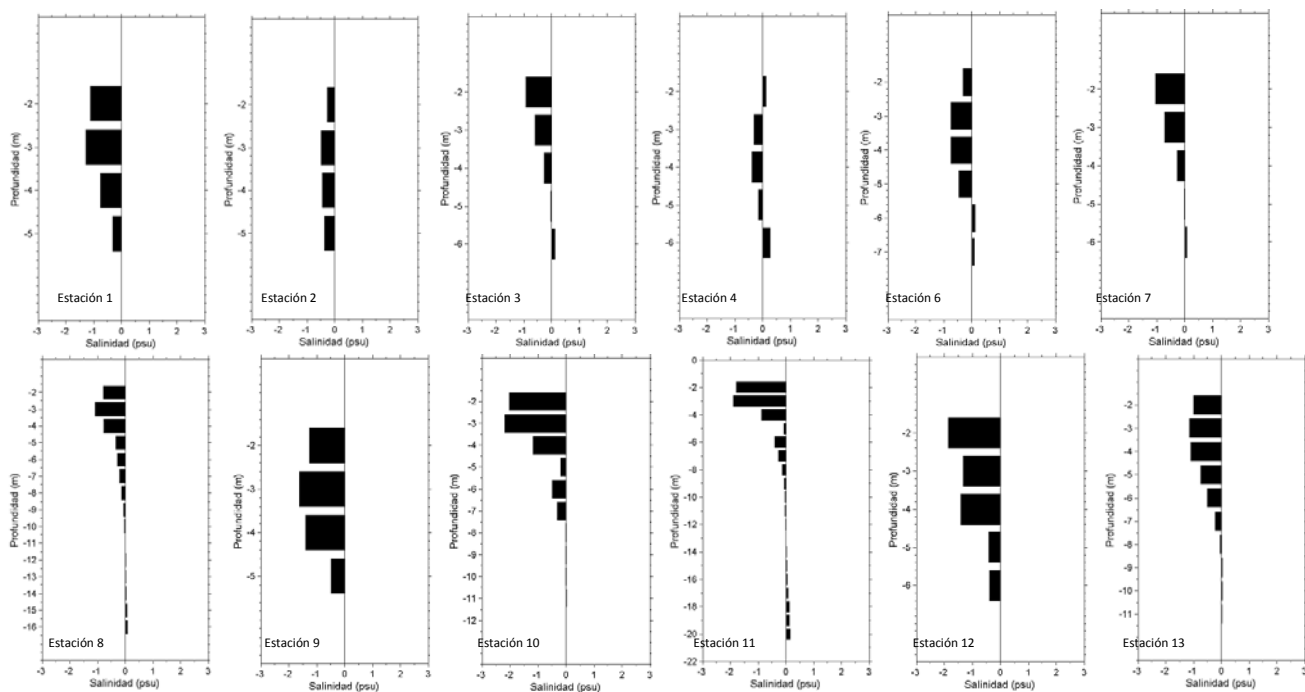 Profundidad (m)
-2
-3
-4
-5
Estación 1
-3 -2 -1 0 1 2 3
Salinidad (psu)
Profundidad (m)
-2
-3
-4
-5
Estación 2
-3 -2 -1 0 1 2 3
Salinidad (psu)
Profundidad (m)
-2
-3
-4
-5
-6
Estación 3
-3 -2 -1 0 1 2 3
Salinidad (psu)
Profundidad (m)
-2
-3
-4
-5
-6
Estación 4
-3 -2 -1 0 1 2 3
Salinidad (psu)
Profundidad (m)
-2
-3
-4
-5
-6
-7
Estación 6
-3 -2 -1 0 1 2 3
Salinidad (psu)
Profundidad (m)
-2
-3
-4
-5
-6
Estación 7
-3 -2 -1 0 1 2 3
Salinidad (psu)
Profundidad (m)
-2
-3
-4
-5
-6
-7
-8
-9
-10
-12
-13
-14
-15
-16
Estación 8
-3 -2 -1 0 1 2 3
Salinidad (psu)
Profundidad (m)
-2
-3
-4
-5
Estación 9
-3 -2 -1 0 1 2 3
Salinidad (psu)
Profundidad (m)
-2
-3
-4
-5
-6
-7
-8
-9
-10
-11
-12
Estación 10
-3 -2 -1 0 1 2 3
Salinidad (psu)
Profundidad (m)
0
-2
-4
-6
-8
-10
-12
-14
-16
-18
-20
-22
Estación 11
-3 -2 -1 0 1 2 3
Salinidad (psu)
Profundidad (m)
-2
-3
-4
-5
-6
Estación 12
-3 -2 -1 0 1 2 3
Salinidad (psu)
Profundidad (m)
-2
-3
-4
-5
-6
-7
-8
-9
-10
-11
Estación 13
-3 -2 -1 0 1 2 3
Salinidad (psu)